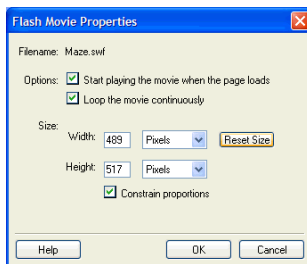 Flash Movie Properties
Filename: Maze.swf
Options: Start playing the movie when the page loads
Loop the movie continuously
Size:
Width: 489 Pixels Reset Size
Height: 517 Pixels
Constrain proportions
Help OK Cancel